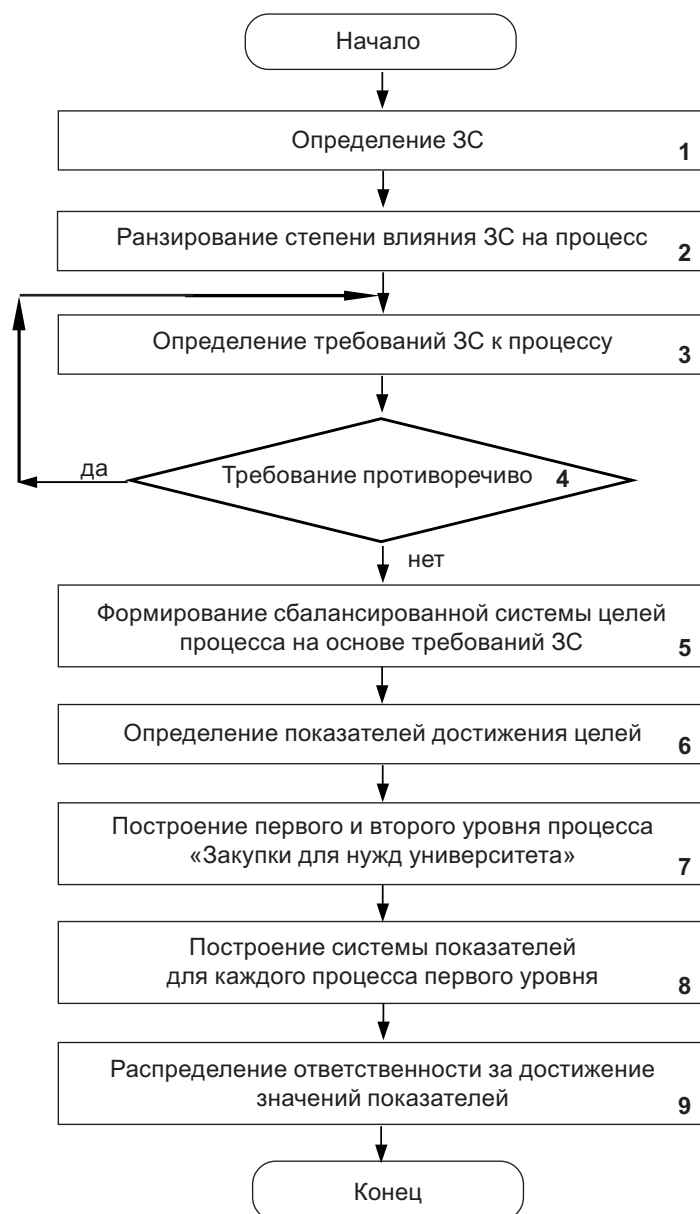 Начало
Определение ЗС
1
Ранзирование степени влияния ЗС на процесс
2
Определение требований ЗС к процессу
3
да
Требование противоречиво 4
нет
Формирование сбалансированной системы целей
процесса на основе требований ЗС
5
Определение показателей достижения целей
6
Построение первого и второго уровня процесса
«Закупки для нужд университета»
7
Построение системы показателей
для каждого процесса первого уровня
8
Распределение ответственности за достижение
значений показателей
9
Конец